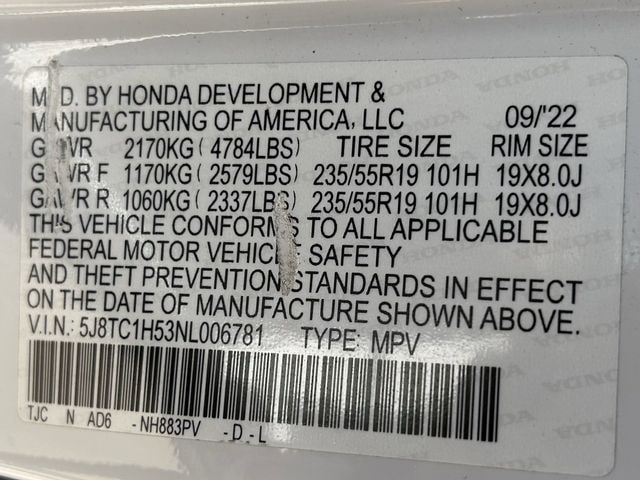 M D. BY HONDA DEVELOPMENT &
MANUFACTURING OF AMERICA, LLC 09/'22
G WR 2170KG (4784LBS) TIRE SIZE RIM SIZE
GAWR F 1170KG (2579LBS) 235/55R19 101H 19X8.0J
GAWR R 1060KG (2337LBS) 235/55R19 101H 19X8.0J
THIS VEHICLE CONFORMS TO ALL APPLICABLE
FEDERAL MOTOR VEHICLE SAFETY
AND THEFT PREVENTION STANDARDS IN EFFECT
ON THE DATE OF MANUFACTURE SHOWN ABOVE.
V.I.N.: 5J8TC1H53NL006781 TYPE: MPV
TJC N AD6 -NH883PV -D-L